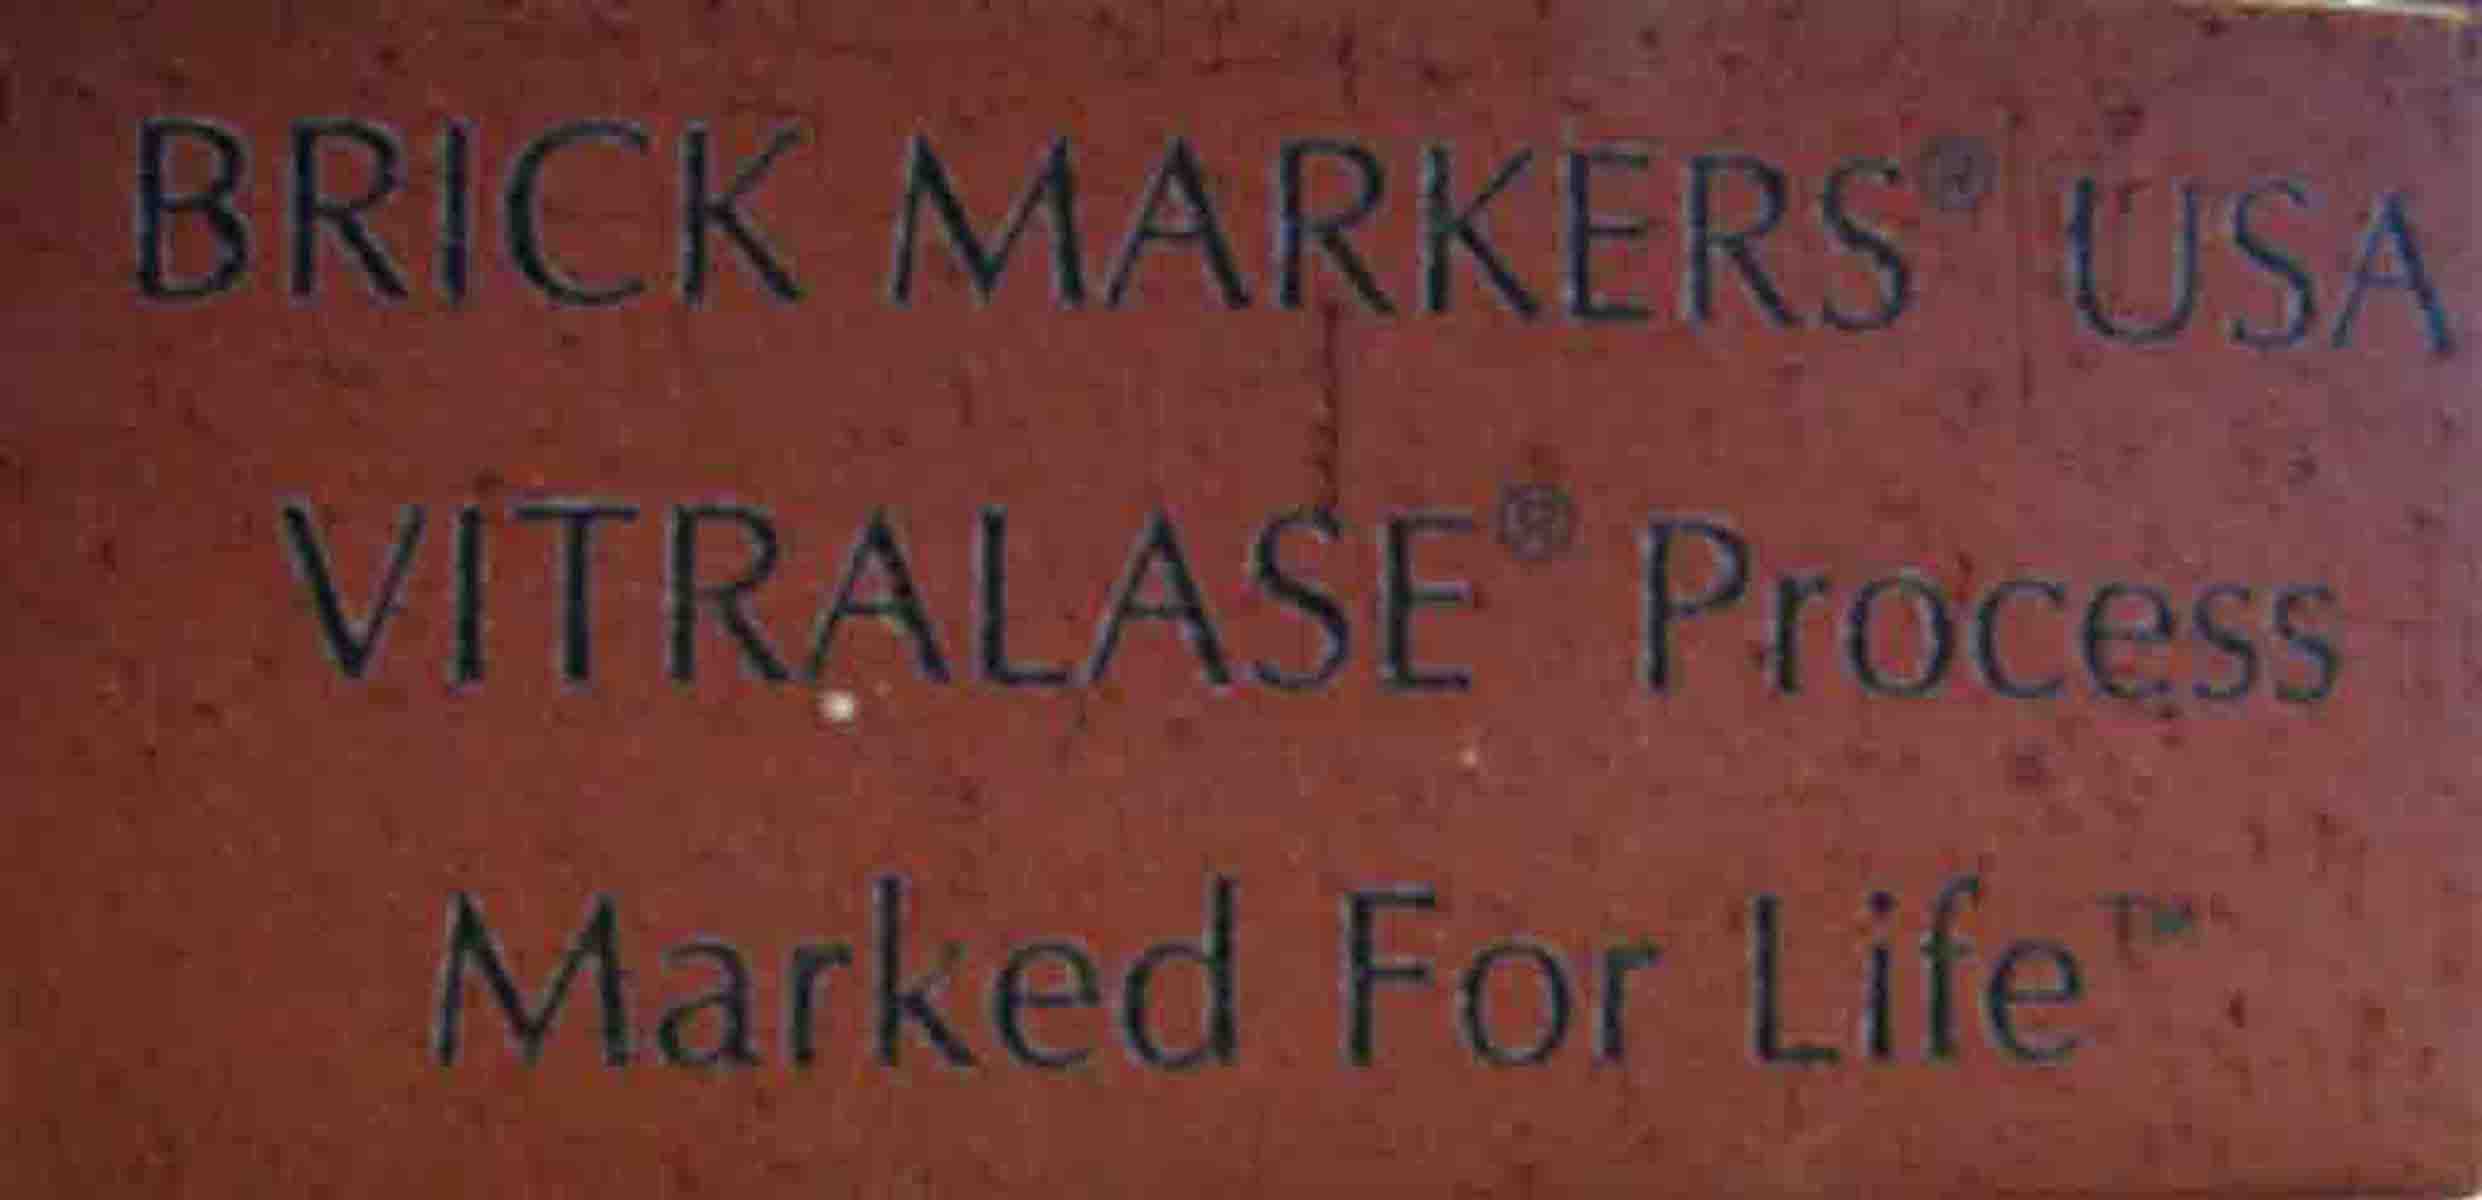 BRICK MARKERS® USA
VITRALASE® Process
Marked For Life™